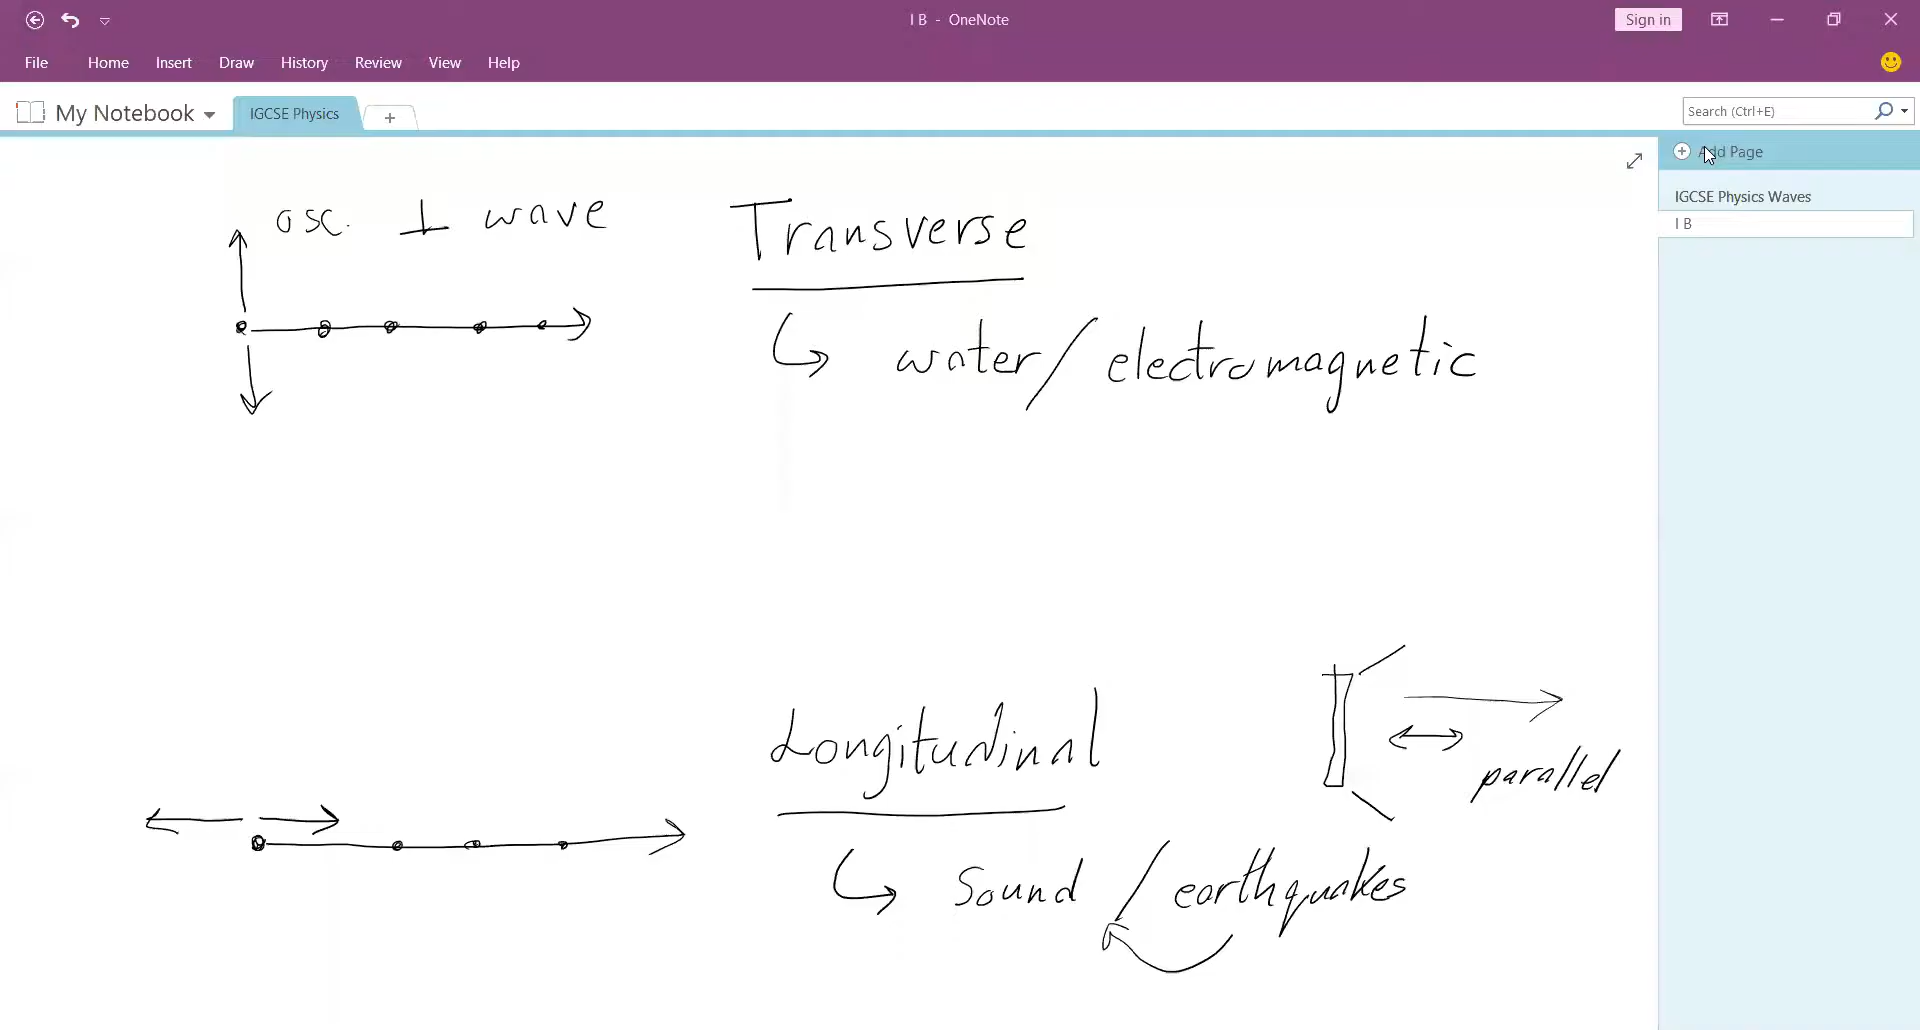 I B - OneNote
Sign in
File Home Insert Draw History Review View Help
My Notebook
IGCSE Physics
+
Search (Ctrl+E)
Add Page
IGCSE Physics Waves
I B
osc. ⊥ wave
Transverse
water/electromagnetic
Longitudinal
parallel
Sound / earthquakes